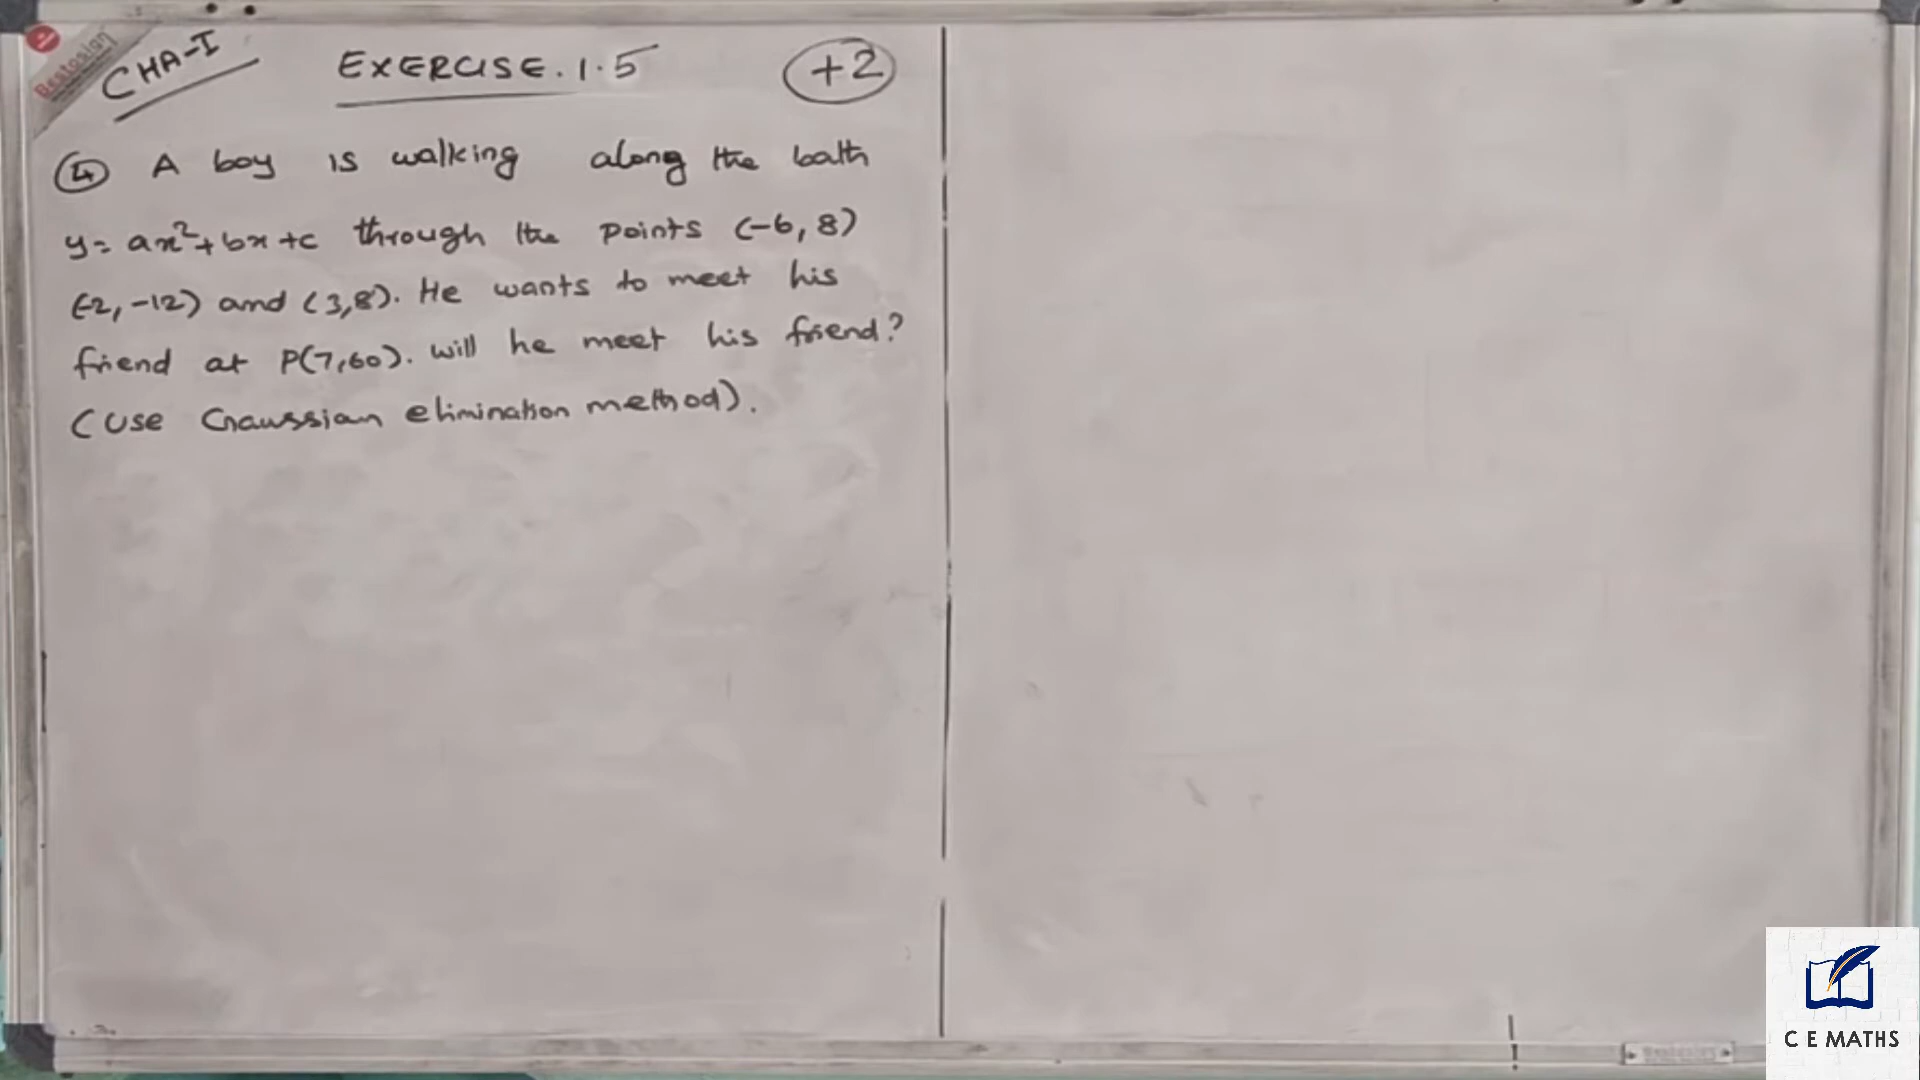 Bestosign
CHA-I
EXERCISE.1.5
+2
④ A boy is walking along the path
y= ax²+bx+c through the points (-6,8)
(-2,-12) and (3,8). He wants to meet his
friend at P(7,60). Will he meet his friend?
(use Gaussian elimination method).
C E MATHS